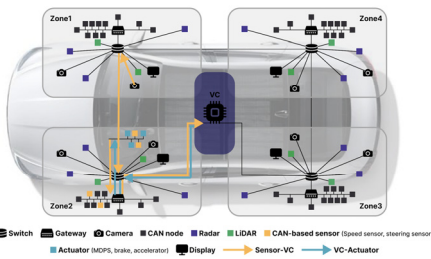 Zone1
Zone4
VC
Zone2
Zone3
Switch Gateway Camera CAN node Radar LiDAR CAN-based sensor (Speed sensor, steering sensor
Actuator (MDPS, brake, accelerator) Display Sensor-VC VC-Actuator